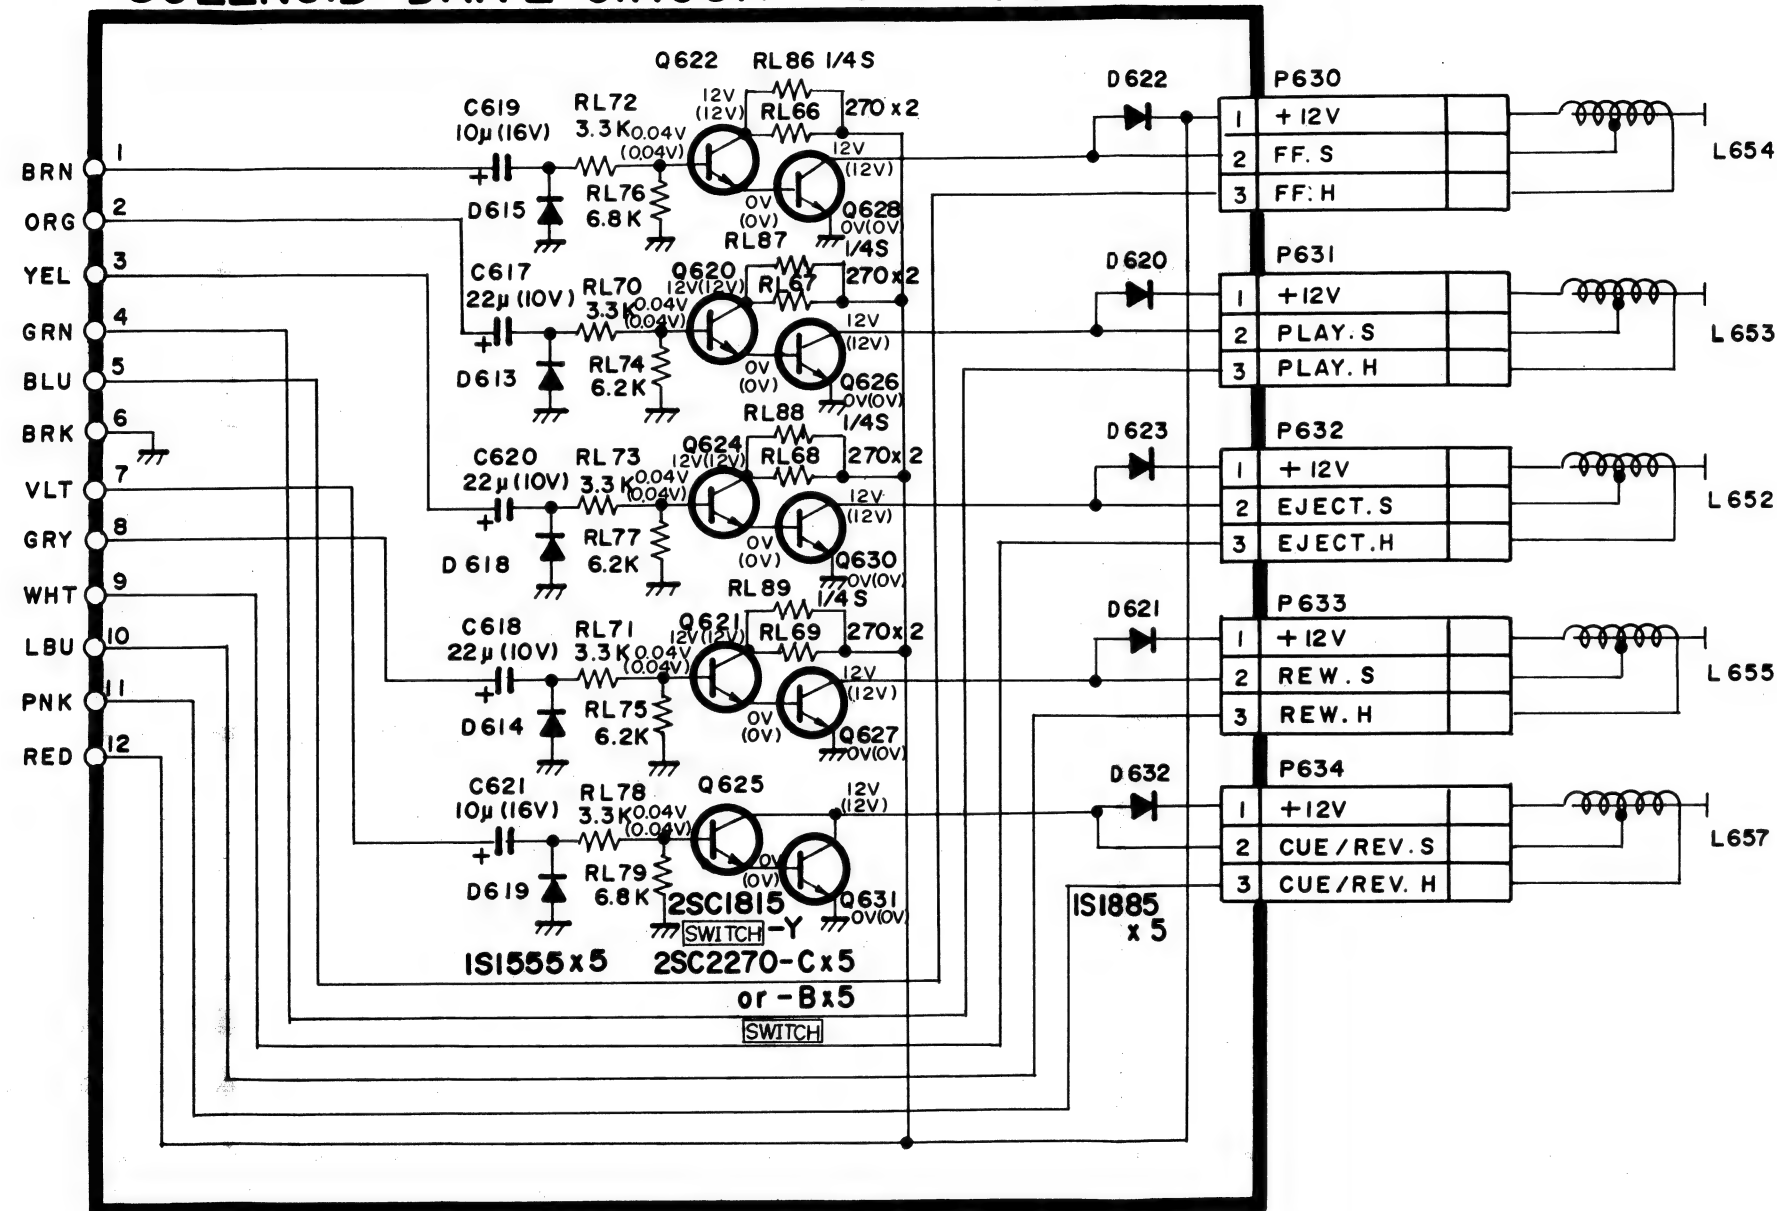 BRN 1
ORG 2
YEL 3
GRN 4
BLU 5
BRK 6
VLT 7
GRY 8
WHT 9
LBU 10
PNK 11
RED 12
Q622 RL86 1/4S
C619
10μ(16V)
RL72
3.3K
0.04V
(0.04V)
12V
(12V)
RL66
270x2
12V
(12V)
+
D615
RL76
6.8K
0V
(0V)
Q628
0V(0V)
RL87
1/4S
C617
22μ(10V)
RL70
3.3K
0.04V
(0.04V)
Q620
12V(12V)
RL67
270x2
12V
(12V)
+
D613
RL74
6.2K
0V
(0V)
Q626
0V(0V)
RL88
1/4S
C620
22μ(10V)
RL73
3.3K
0.04V
(0.04V)
Q624
12V(12V)
RL68
270x2
12V
(12V)
+
D618
RL77
6.2K
0V
(0V)
Q630
0V(0V)
RL89
1/4S
C618
22μ(10V)
RL71
3.3K
0.04V
(0.04V)
Q621
12V(12V)
RL69
270x2
12V
(12V)
+
D614
RL75
6.2K
0V
(0V)
Q627
0V(0V)
C621
10μ(16V)
RL78
3.3K
0.04V
(0.04V)
Q625
12V
(12V)
+
D619
RL79
6.8K
0V
(0V)
Q631
0V(0V)
2SC1815
SWITCH -Y
1S1555x5
2SC2270-Cx5
or -Bx5
SWITCH
D622
P630
1 +12V
2 FF.S
3 FF.H
L654
D620
P631
1 +12V
2 PLAY.S
3 PLAY.H
L653
D623
P632
1 +12V
2 EJECT.S
3 EJECT.H
L652
D621
P633
1 +12V
2 REW.S
3 REW.H
L655
D632
P634
1 +12V
2 CUE/REV.S
3 CUE/REV.H
L657
1S1885
x5